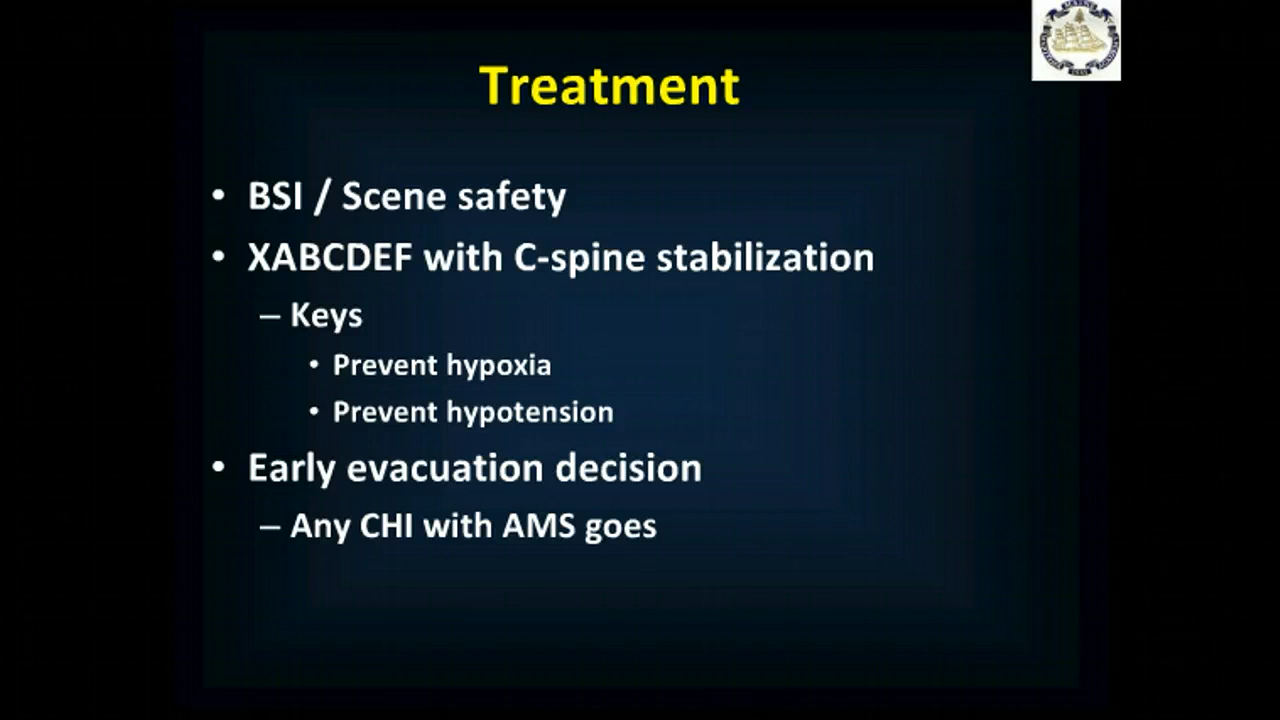 Treatment
• BSI / Scene safety
• XABCDEF with C-spine stabilization
– Keys
• Prevent hypoxia
• Prevent hypotension
• Early evacuation decision
– Any CHI with AMS goes